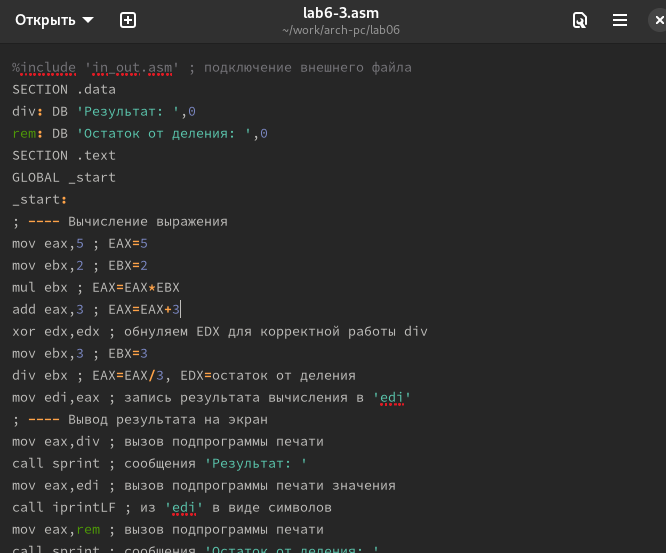 Открыть
lab6-3.asm
~/work/arch-pc/lab06
%include 'in_out.asm' ; подключение внешнего файла
SECTION .data
div: DB 'Результат: ',0
rem: DB 'Остаток от деления: ',0
SECTION .text
GLOBAL _start
_start:
; ---- Вычисление выражения
mov eax,5 ; EAX=5
mov ebx,2 ; EBX=2
mul ebx ; EAX=EAX*EBX
add eax,3 ; EAX=EAX+3
xor edx,edx ; обнуляем EDX для корректной работы div
mov ebx,3 ; EBX=3
div ebx ; EAX=EAX/3, EDX=остаток от деления
mov edi,eax ; запись результата вычисления в 'edi'
; ---- Вывод результата на экран
mov eax,div ; вызов подпрограммы печати
call sprint ; сообщения 'Результат: '
mov eax,edi ; вызов подпрограммы печати значения
call iprintLF ; из 'edi' в виде символов
mov eax,rem ; вызов подпрограммы печати
call sprint ; сообщения 'Остаток от деления: '